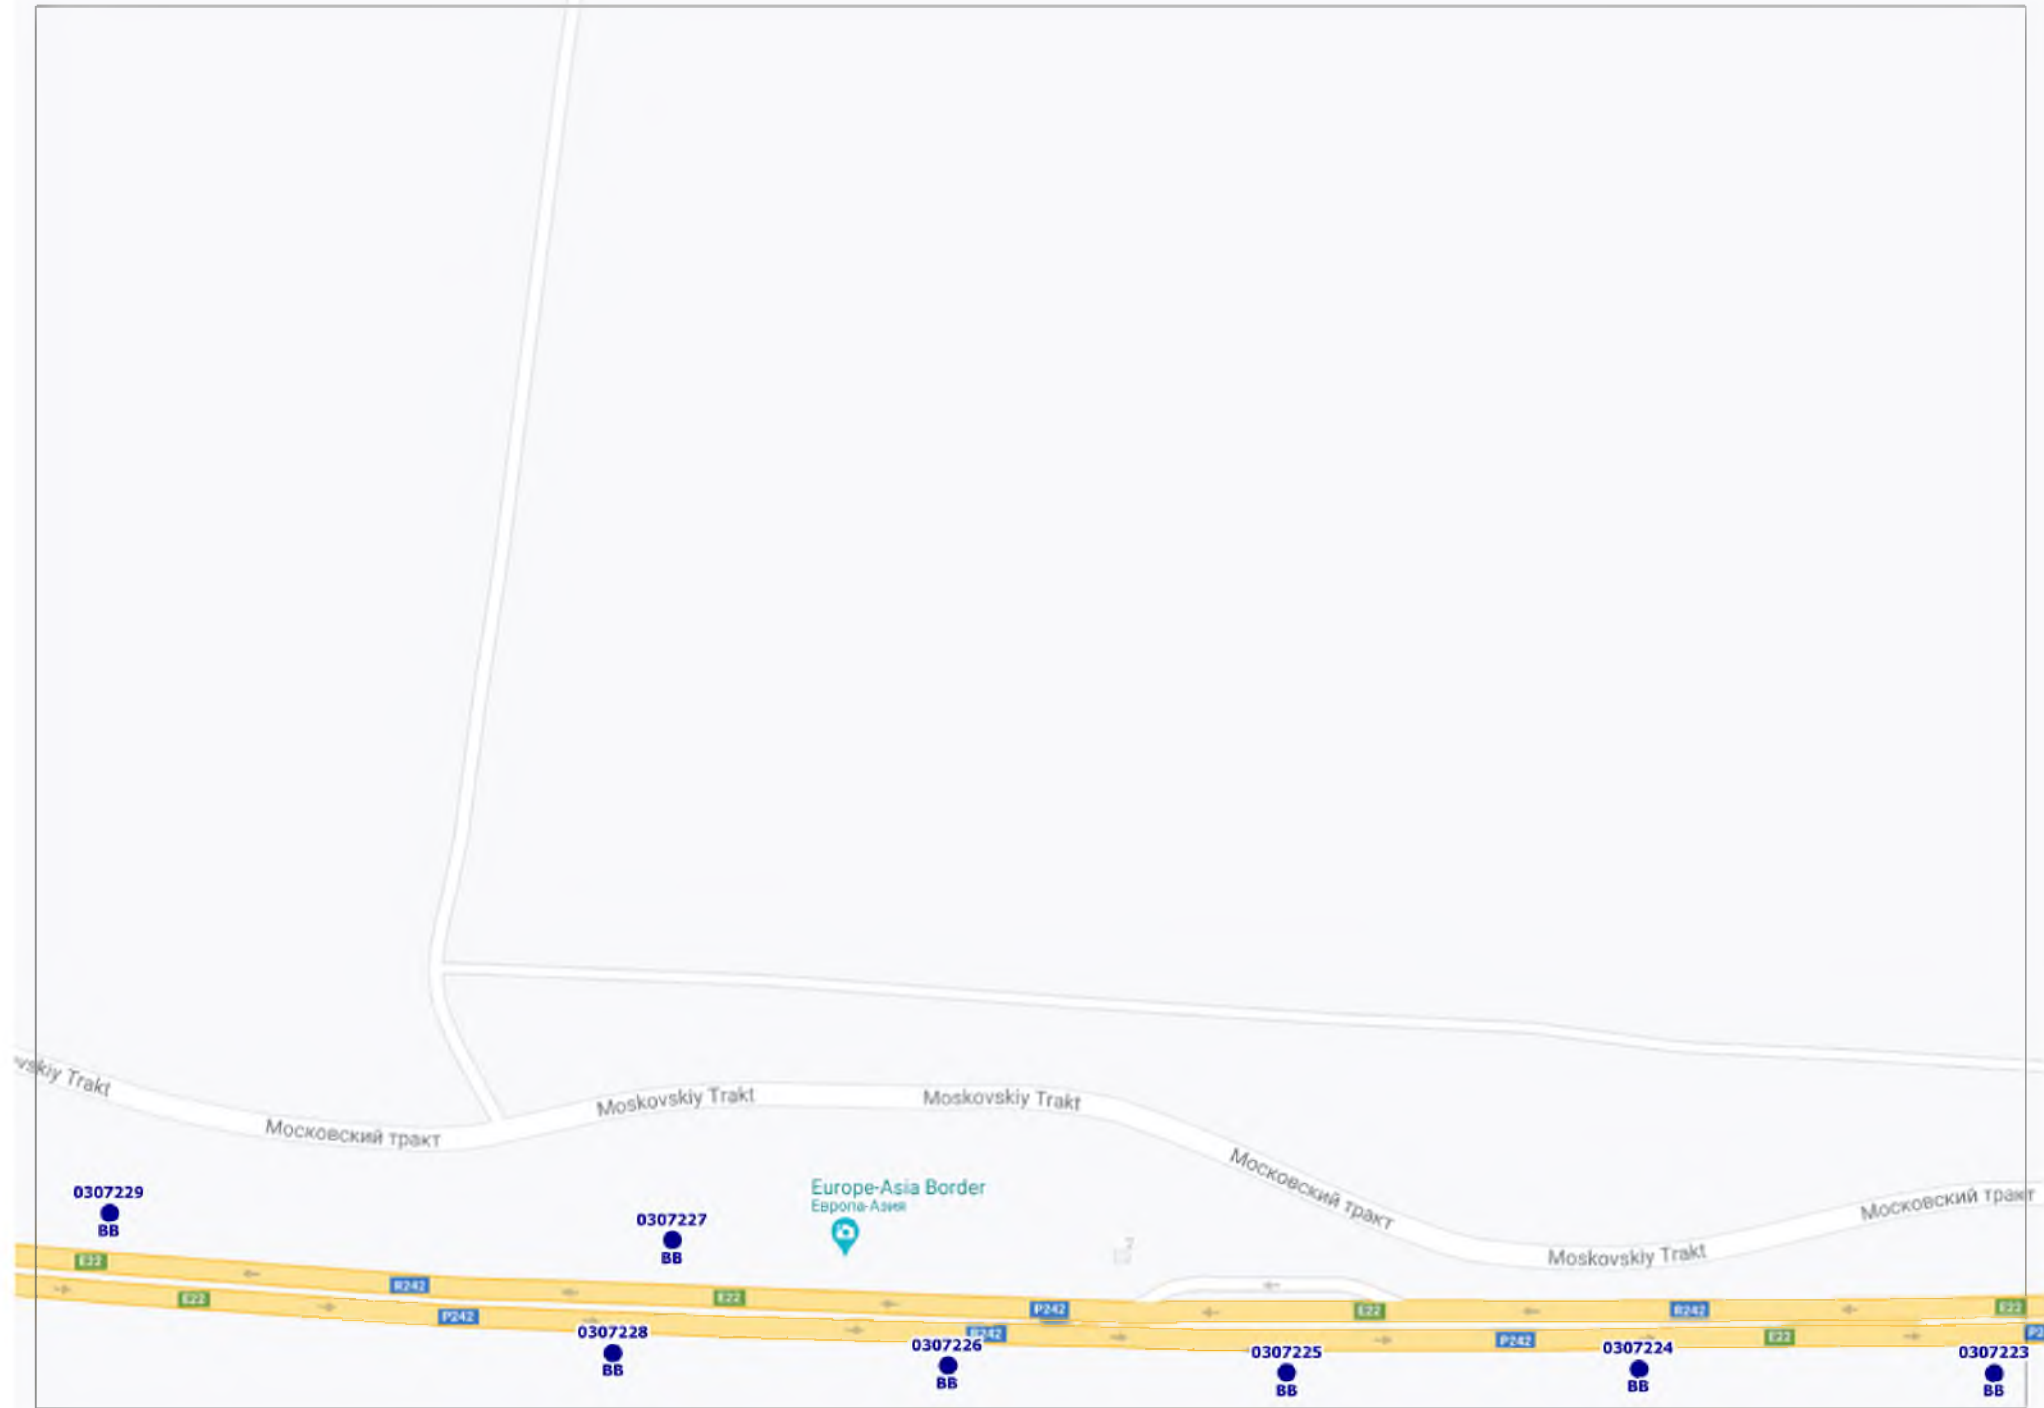 vskiy Trakt
Московский тракт
Moskovskiy Trakt
Moskovskiy Trakt
Московский тракт
Moskovskiy Trakt
Московский тракт
0307229
BB
0307227
BB
Europe-Asia Border
Европа-Азия
2
E22
R242
E22
P242
E22
R242
E22
E22
P242
R242
P242
E22
0307228
BB
0307226
BB
0307225
BB
0307224
BB
0307223
BB